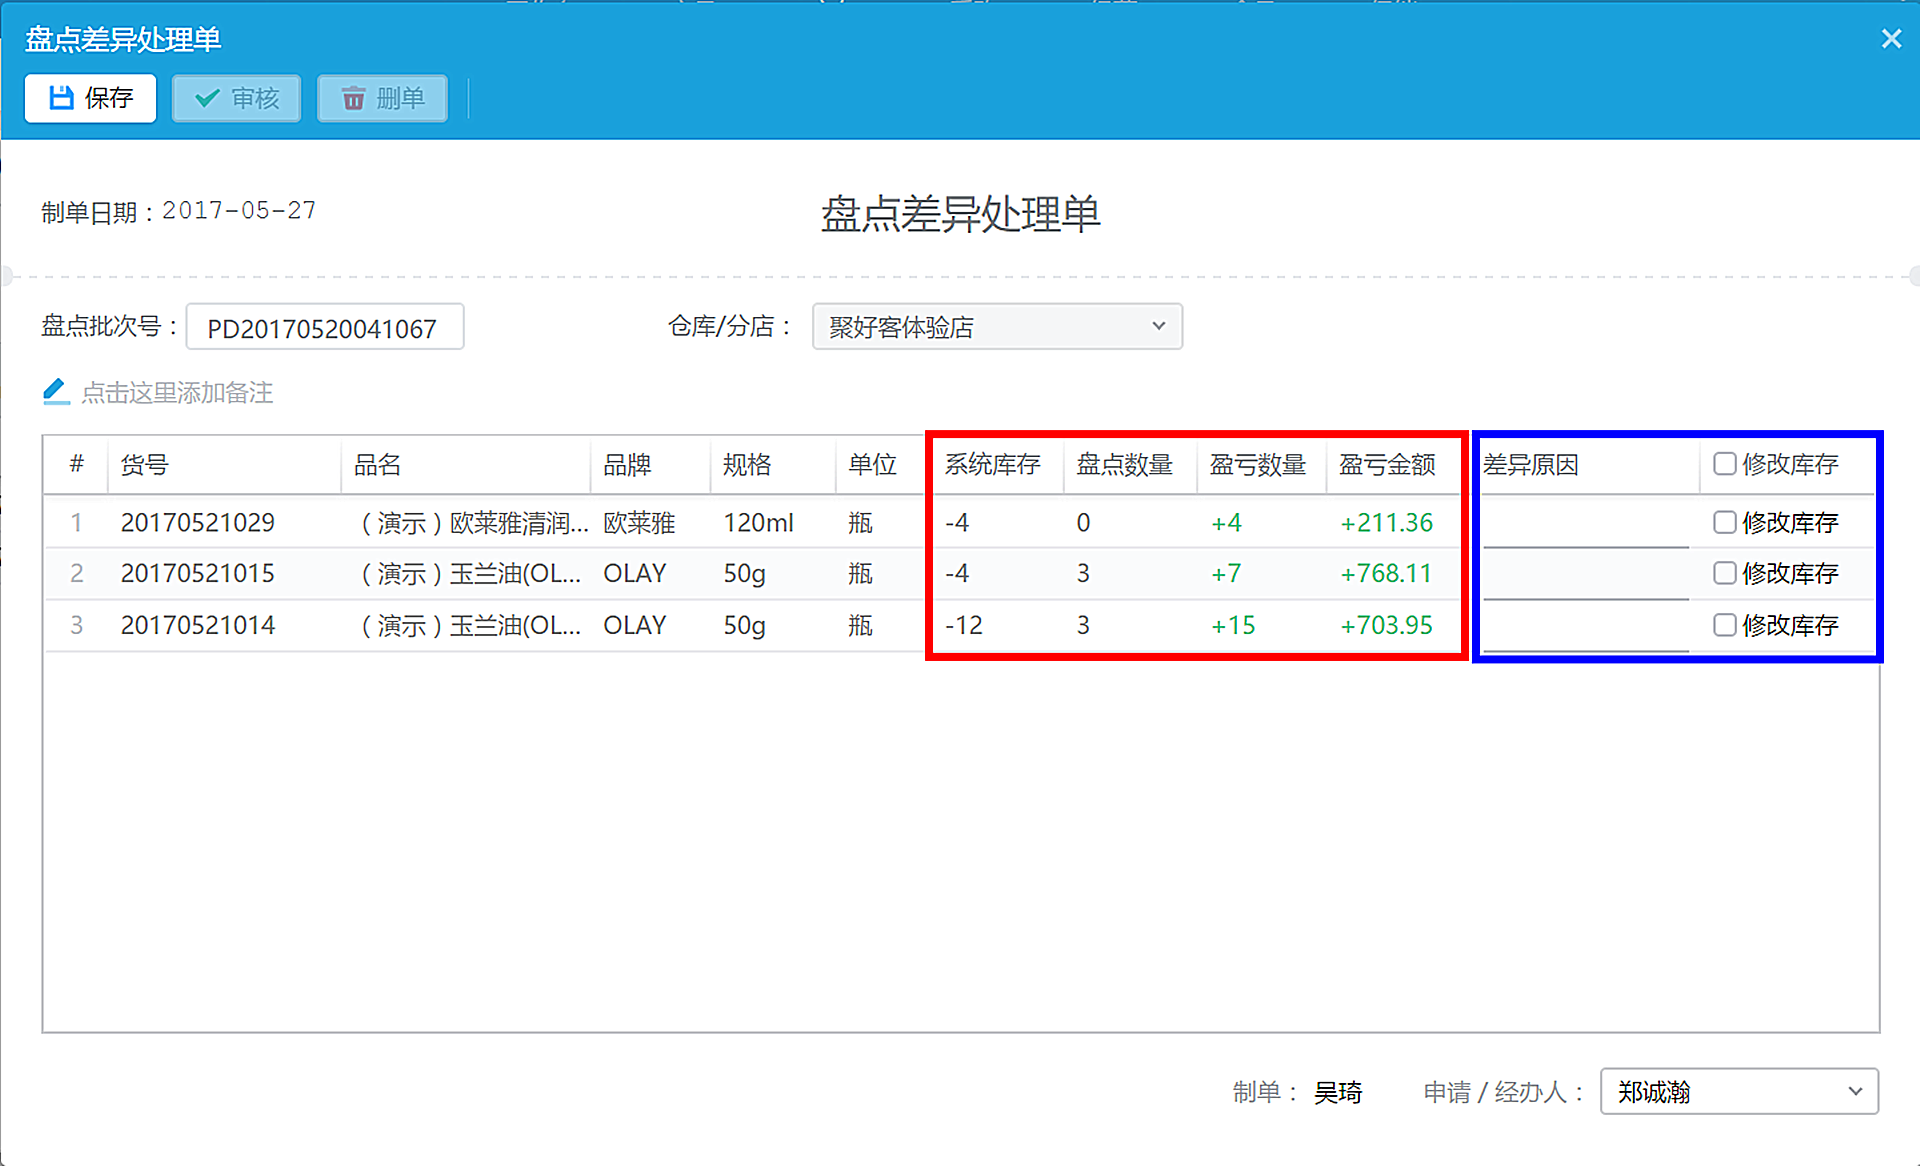 盘点差异处理单
保存 审核 删单
制单日期：2017-05-27
盘点差异处理单
盘点批次号： PD20170520041067 仓库/分店： 聚好客体验店
点击这里添加备注
# 货号 品名 品牌 规格 单位 系统库存 盘点数量 盈亏数量 盈亏金额 差异原因 修改库存
1 20170521029 （演示）欧莱雅清润... 欧莱雅 120ml 瓶 -4 0 +4 +211.36 修改库存
2 20170521015 （演示）玉兰油(OL... OLAY 50g 瓶 -4 3 +7 +768.11 修改库存
3 20170521014 （演示）玉兰油(OL... OLAY 50g 瓶 -12 3 +15 +703.95 修改库存
制单： 吴琦 申请 / 经办人： 郑诚瀚